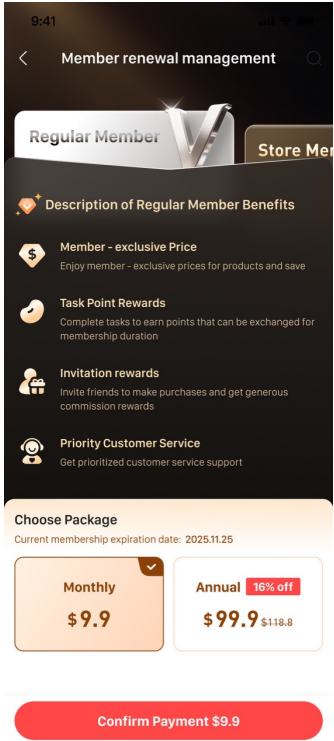 9:41
Member renewal management
Regular Member
Store Mer
Description of Regular Member Benefits
$
Member - exclusive Price
Enjoy member - exclusive prices for products and save
Task Point Rewards
Complete tasks to earn points that can be exchanged for
membership duration
Invitation rewards
Invite friends to make purchases and get generous
commission rewards
Priority Customer Service
Get prioritized customer service support
Choose Package
Current membership expiration date: 2025.11.25
Monthly
$9.9
Annual 16% off
$99.9 $118.8
Confirm Payment $9.9